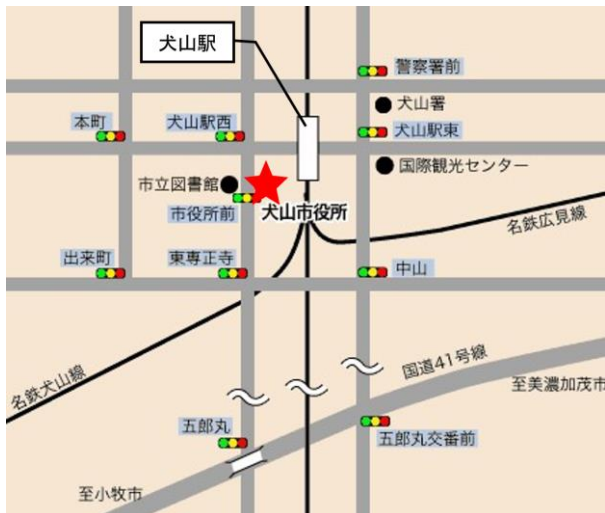 犬山駅
警察署前
犬山署
本町
犬山駅西
犬山駅東
国際観光センター
市立図書館
市役所前
犬山市役所
名鉄広見線
出来町
東専正寺
中山
国道41号線
名鉄犬山線
至美濃加茂市
五郎丸
五郎丸交番前
至小牧市